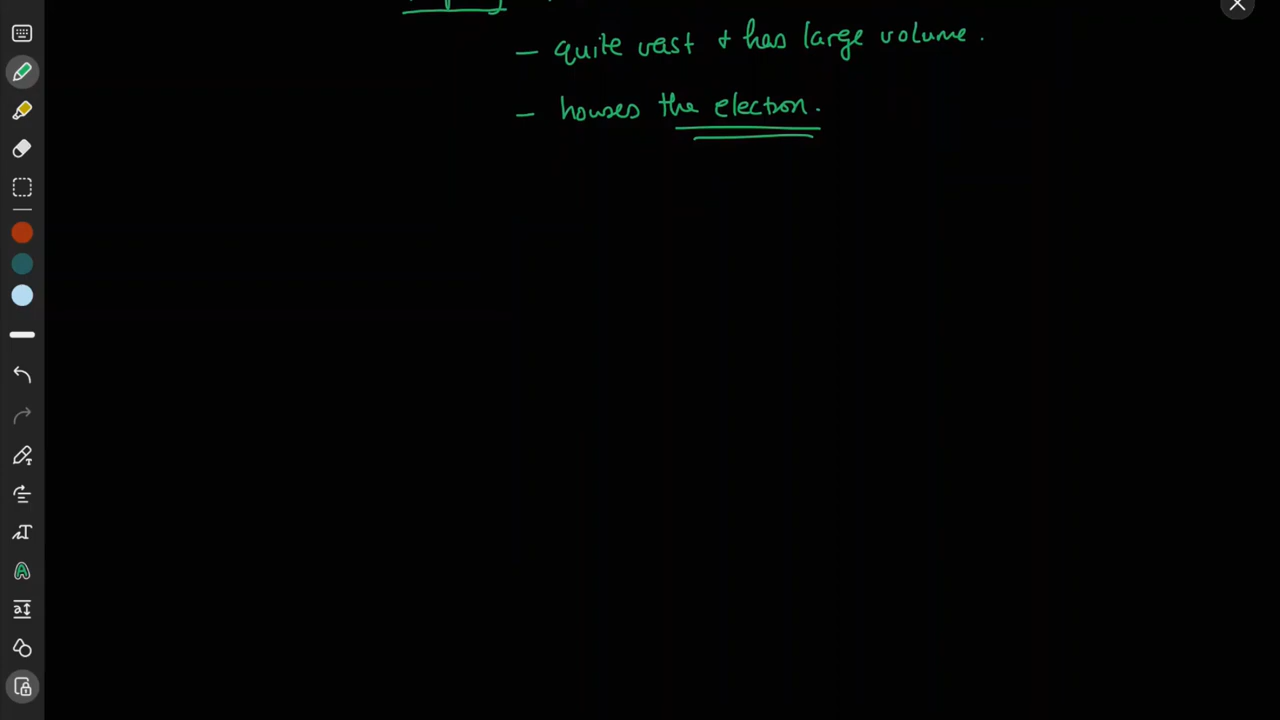 – quite vast + has large volume.
– houses the electron.